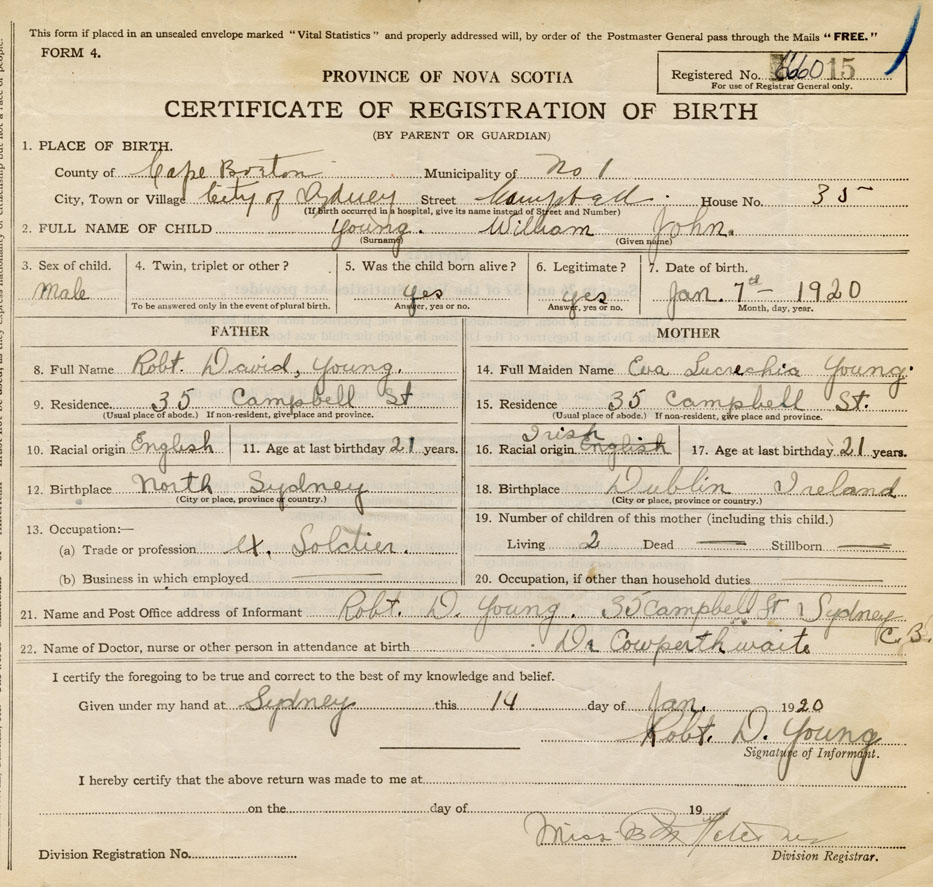 This form if placed in an unsealed envelope marked "Vital Statistics" and properly addressed will, by order of the Postmaster General pass through the Mails "FREE."
FORM 4.
Registered No. 66015
For use of Registrar General only.
PROVINCE OF NOVA SCOTIA
CERTIFICATE OF REGISTRATION OF BIRTH
(BY PARENT OR GUARDIAN)
1. PLACE OF BIRTH.
County of Cape Breton Municipality of No 1
City, Town or Village City of Sydney Street Campbell House No. 35
(If birth occurred in a hospital, give its name instead of Street and Number)
2. FULL NAME OF CHILD Young. William John.
(Surname) (Given name)
3. Sex of child. 4. Twin, triplet or other? 5. Was the child born alive? 6. Legitimate? 7. Date of birth.
Male yes yes Jan. 7th 1920
To be answered only in the event of plural birth. Answer, yes or no. Answer, yes or no. Month, day, year.
FATHER MOTHER
8. Full Name Robt. David, Young. 14. Full Maiden Name Eva Lucrechia Young.
9. Residence 35 Campbell St 15. Residence 35 Campbell St.
(Usual place of abode.) If non-resident, give place and province. (Usual place of abode.) If non-resident, give place and province.
10. Racial origin English 11. Age at last birthday 21 years. 16. Racial origin Irish English 17. Age at last birthday 21 years.
12. Birthplace North Sydney 18. Birthplace Dublin Ireland
(City or place, province or country.) (City or place, province or country.)
13. Occupation:— 19. Number of children of this mother (including this child.)
(a) Trade or profession ex. Soldier. Living 2 Dead — Stillborn —
(b) Business in which employed — 20. Occupation, if other than household duties —
21. Name and Post Office address of Informant Robt. D. Young. 35 Campbell St Sydney C.B.
22. Name of Doctor, nurse or other person in attendance at birth Dr Cowperthwaite
I certify the foregoing to be true and correct to the best of my knowledge and belief.
Given under my hand at Sydney this 14 day of Jan. 1920
Robt. D. Young
Signature of Informant.
I hereby certify that the above return was made to me at
on the day of 19
Miss B
Division Registration No. Division Registrar.